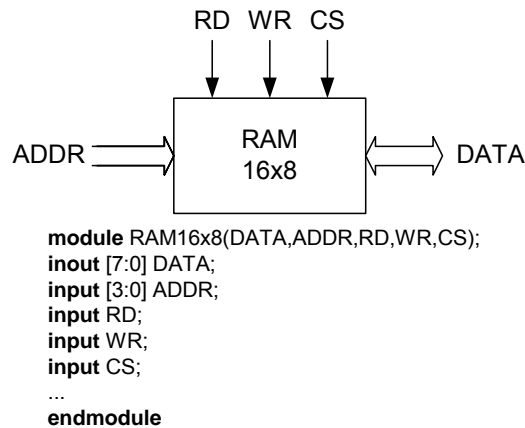 RD WR CS
RAM
ADDR DATA
16x8
module RAM16x8(DATA,ADDR,RD,WR,CS);
inout [7:0] DATA;
input [3:0] ADDR;
input RD;
input WR;
input CS;
...
endmodule